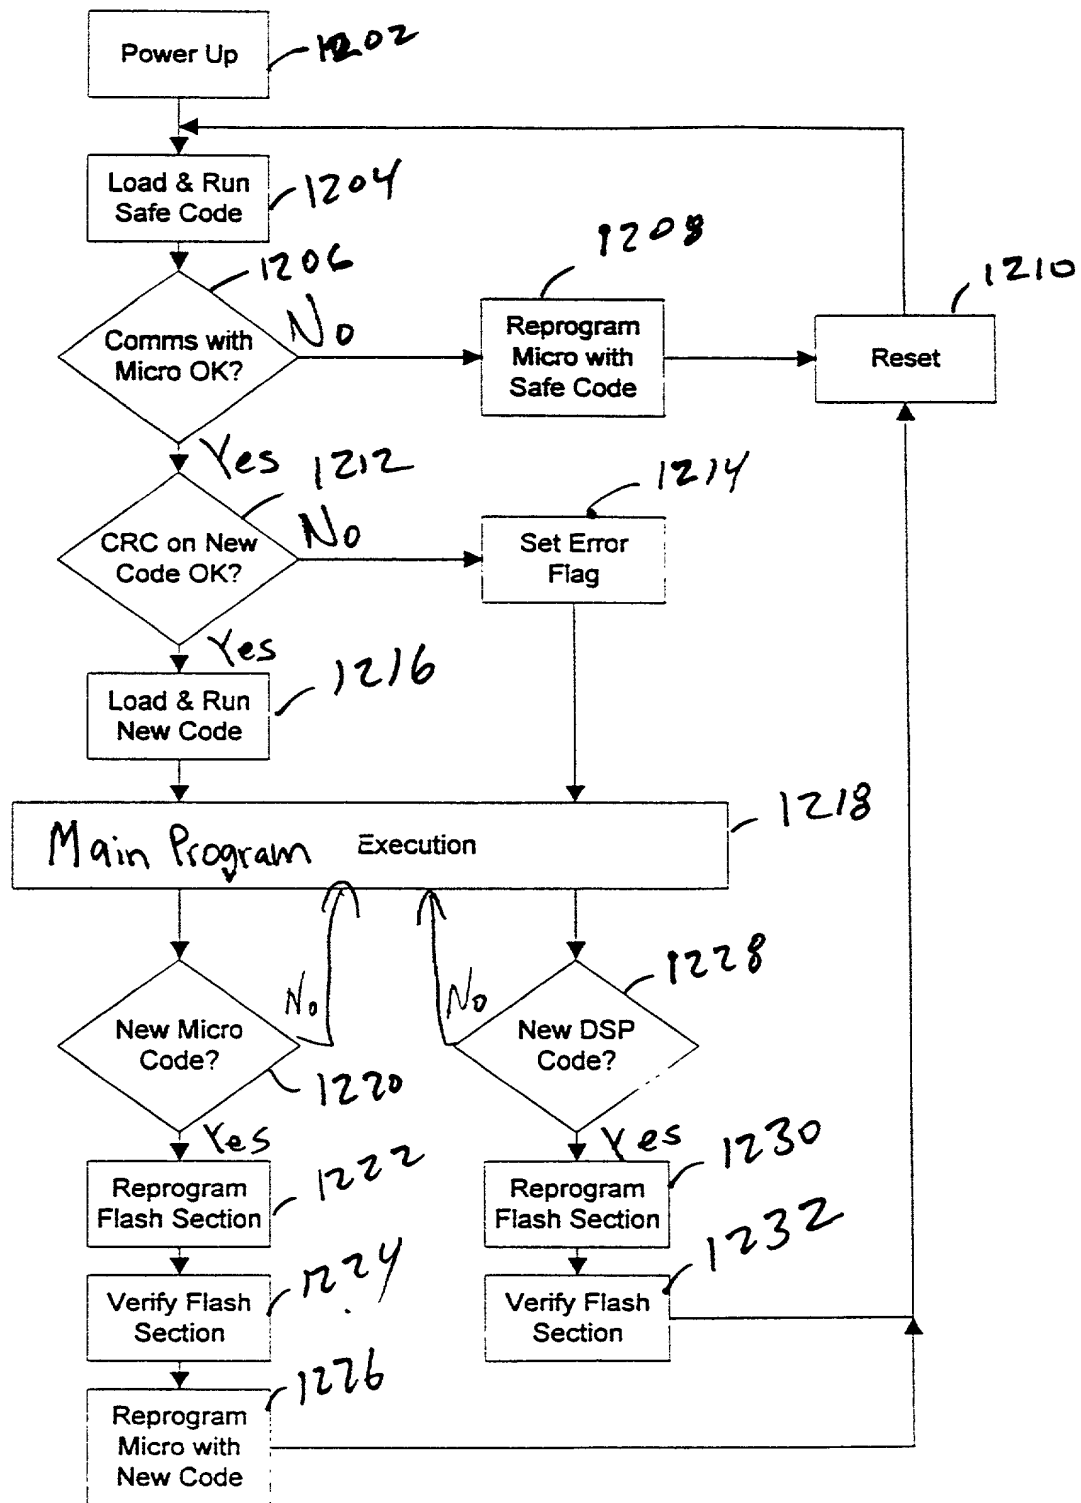 Power Up
1202
Load & Run
Safe Code
1204
1206
Comms with
Micro OK?
No
1208
Reprogram
Micro with
Safe Code
1210
Reset
Yes
1212
CRC on New
Code OK?
No
1214
Set Error
Flag
Yes
1216
Load & Run
New Code
1218
Main Program Execution
No
No
1228
New Micro
Code?
New DSP
Code?
1220
Yes
Yes
1222
Reprogram
Flash Section
1230
Reprogram
Flash Section
1224
Verify Flash
Section
1232
Verify Flash
Section
1226
Reprogram
Micro with
New Code